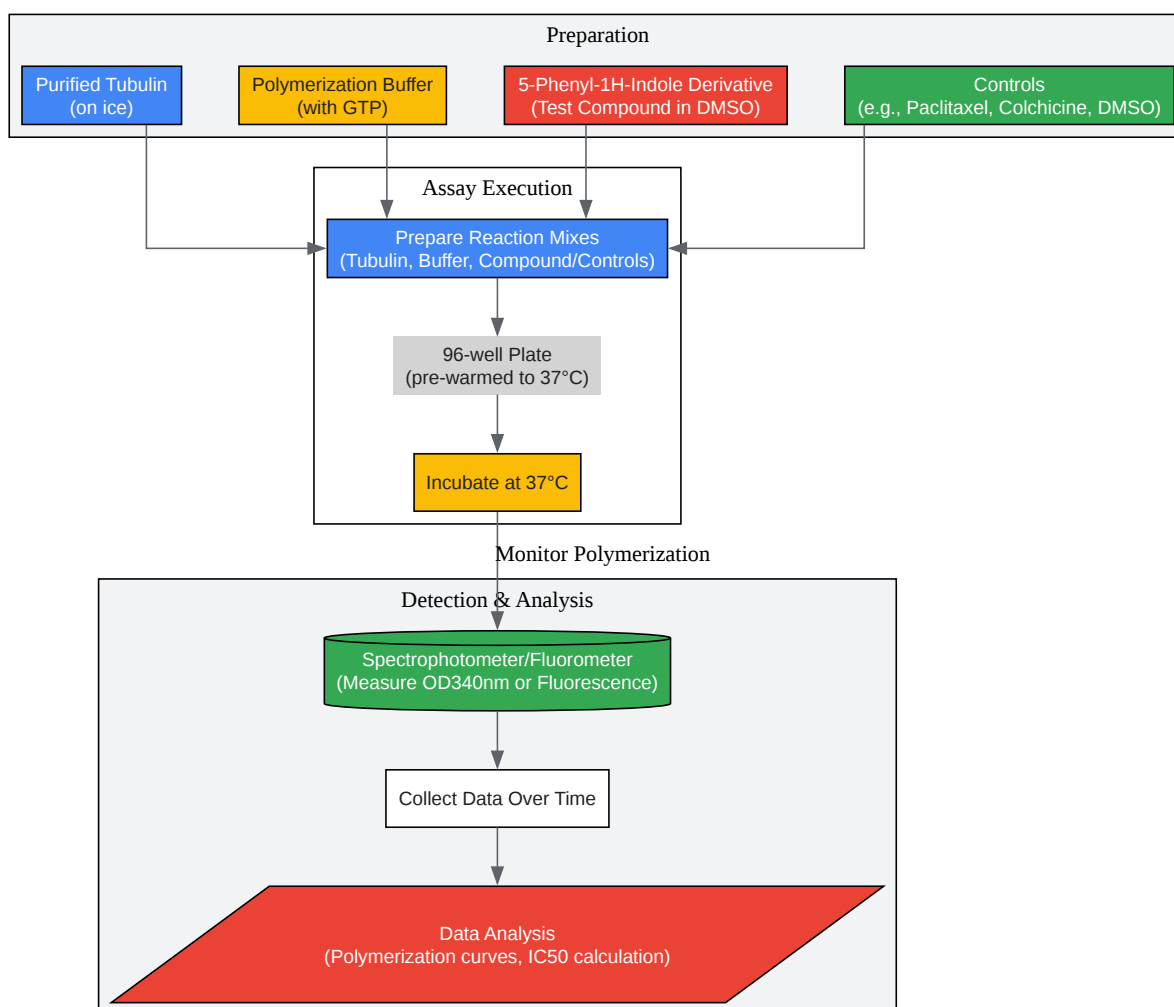 Preparation
Purified Tubulin
(on ice)
Polymerization Buffer
(with GTP)
5-Phenyl-1H-Indole Derivative
(Test Compound in DMSO)
Controls
(e.g., Paclitaxel, Colchicine, DMSO)
Assay Execution
Prepare Reaction Mixes
(Tubulin, Buffer, Compound/Controls)
96-well Plate
(pre-warmed to 37°C)
Incubate at 37°C
Monitor Polymerization
Detection & Analysis
Spectrophotometer/Fluorometer
(Measure OD340nm or Fluorescence)
Collect Data Over Time
Data Analysis
(Polymerization curves, IC50 calculation)